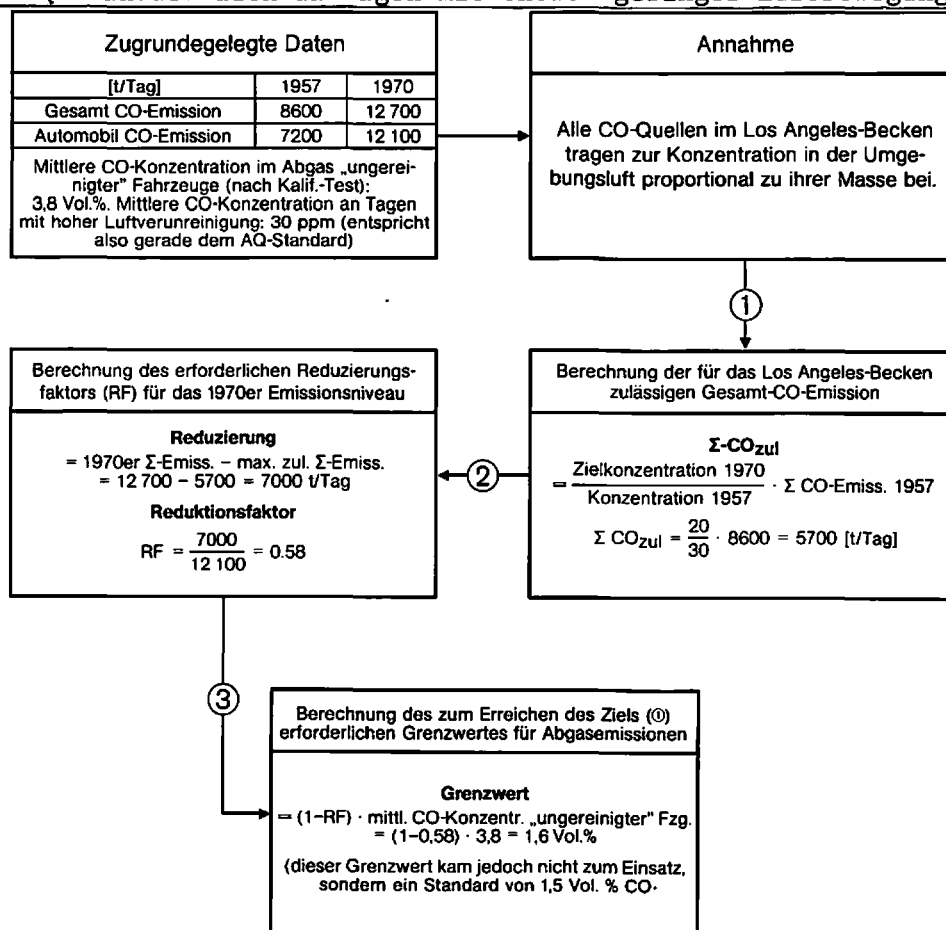 Zugrundegelegte Daten
[t/Tag] 1957 1970
Gesamt CO-Emission 8600 12 700
Automobil CO-Emission 7200 12 100
Mittlere CO-Konzentration im Abgas „ungerei-
nigter" Fahrzeuge (nach Kalif.-Test):
3,8 Vol.%. Mittlere CO-Konzentration an Tagen
mit hoher Luftverunreinigung: 30 ppm (entspricht
also gerade dem AQ-Standard)
Annahme
Alle CO-Quellen im Los Angeles-Becken
tragen zur Konzentration in der Umge-
bungsluft proportional zu ihrer Masse bei.
①
Berechnung der für das Los Angeles-Becken
zulässigen Gesamt-CO-Emission
Σ-COzul
= Zielkonzentration 1970 / Konzentration 1957 · Σ CO-Emiss. 1957
Σ COzul = 20/30 · 8600 = 5700 [t/Tag]
②
Berechnung des erforderlichen Reduzierungs-
faktors (RF) für das 1970er Emissionsniveau
Reduzierung
= 1970er Σ-Emiss. – max. zul. Σ-Emiss.
= 12 700 – 5700 = 7000 t/Tag
Reduktionsfaktor
RF = 7000 / 12 100 = 0.58
③
Berechnung des zum Erreichen des Ziels (①)
erforderlichen Grenzwertes für Abgasemissionen
Grenzwert
= (1–RF) · mittl. CO-Konzentr. „ungereinigter" Fzg.
= (1–0.58) · 3,8 = 1,6 Vol.%
(dieser Grenzwert kam jedoch nicht zum Einsatz,
sondern ein Standard von 1,5 Vol. % CO·